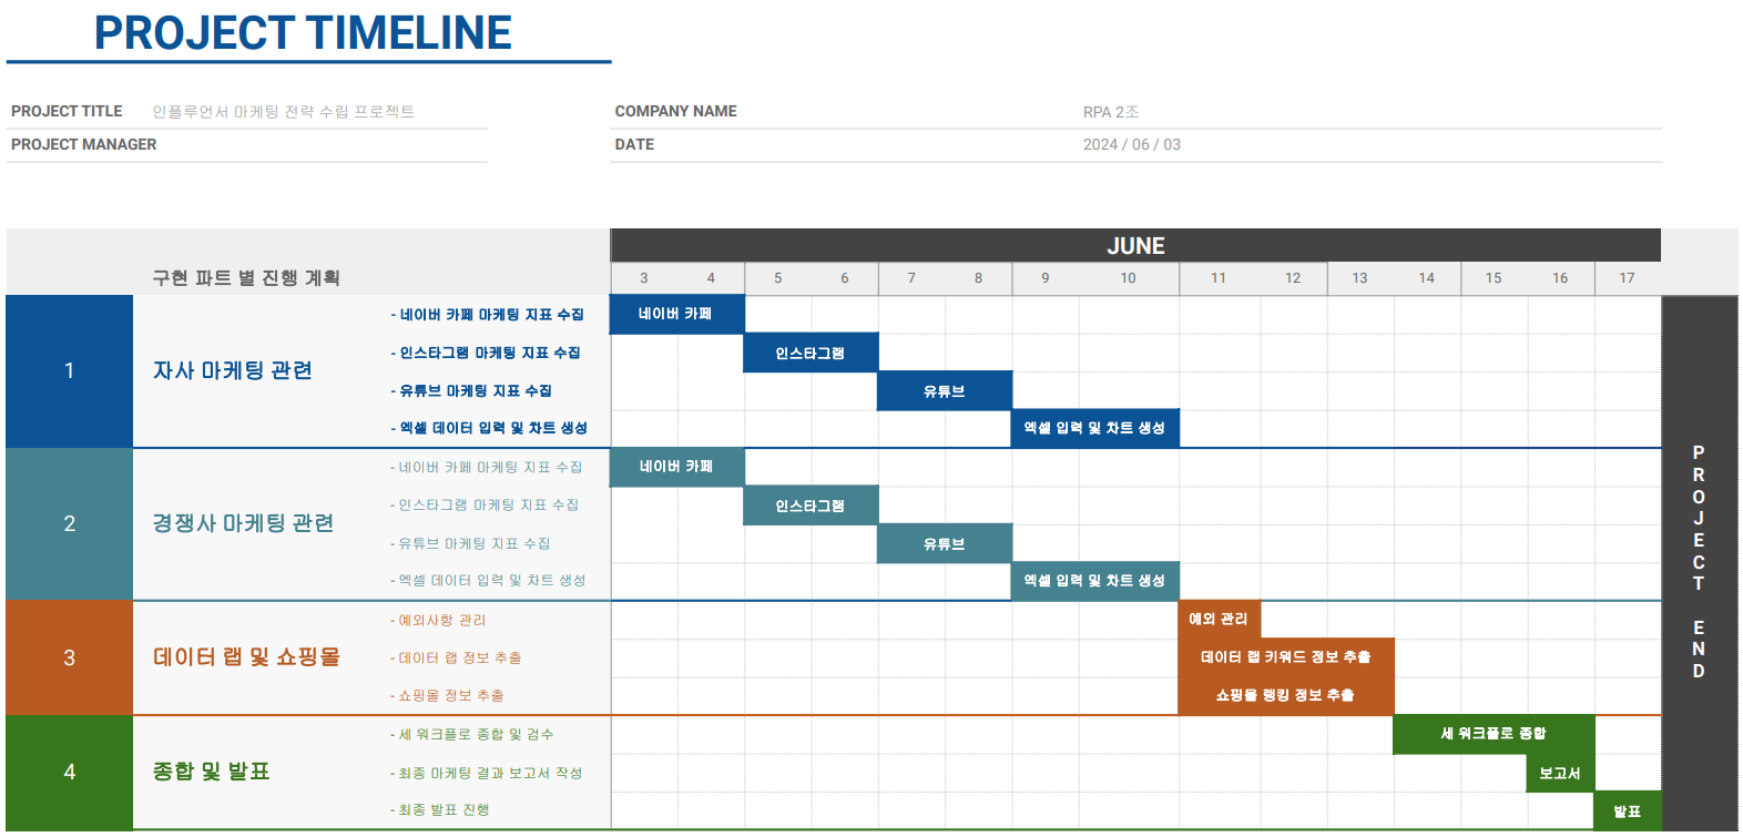 PROJECT TIMELINE
PROJECT TITLE 인플루언서 마케팅 전략 수립 프로젝트 COMPANY NAME RPA 2조
PROJECT MANAGER DATE 2024 / 06 / 03
JUNE
구현 파트 별 진행 계획 3 4 5 6 7 8 9 10 11 12 13 14 15 16 17
1 자사 마케팅 관련
- 네이버 카페 마케팅 지표 수집 네이버 카페
- 인스타그램 마케팅 지표 수집 인스타그램
- 유튜브 마케팅 지표 수집 유튜브
- 엑셀 데이터 입력 및 차트 생성 엑셀 입력 및 차트 생성
2 경쟁사 마케팅 관련
- 네이버 카페 마케팅 지표 수집 네이버 카페
- 인스타그램 마케팅 지표 수집 인스타그램
- 유튜브 마케팅 지표 수집 유튜브
- 엑셀 데이터 입력 및 차트 생성 엑셀 입력 및 차트 생성
3 데이터 랩 및 쇼핑몰
- 예외사항 관리 예외 관리
- 데이터 랩 정보 추출 데이터 랩 키워드 정보 추출
- 쇼핑몰 정보 추출 쇼핑몰 랭킹 정보 추출
4 종합 및 발표
- 세 워크플로 종합 및 검수 세 워크플로 종합
- 최종 마케팅 결과 보고서 작성 보고서
- 최종 발표 진행 발표
PROJECT END